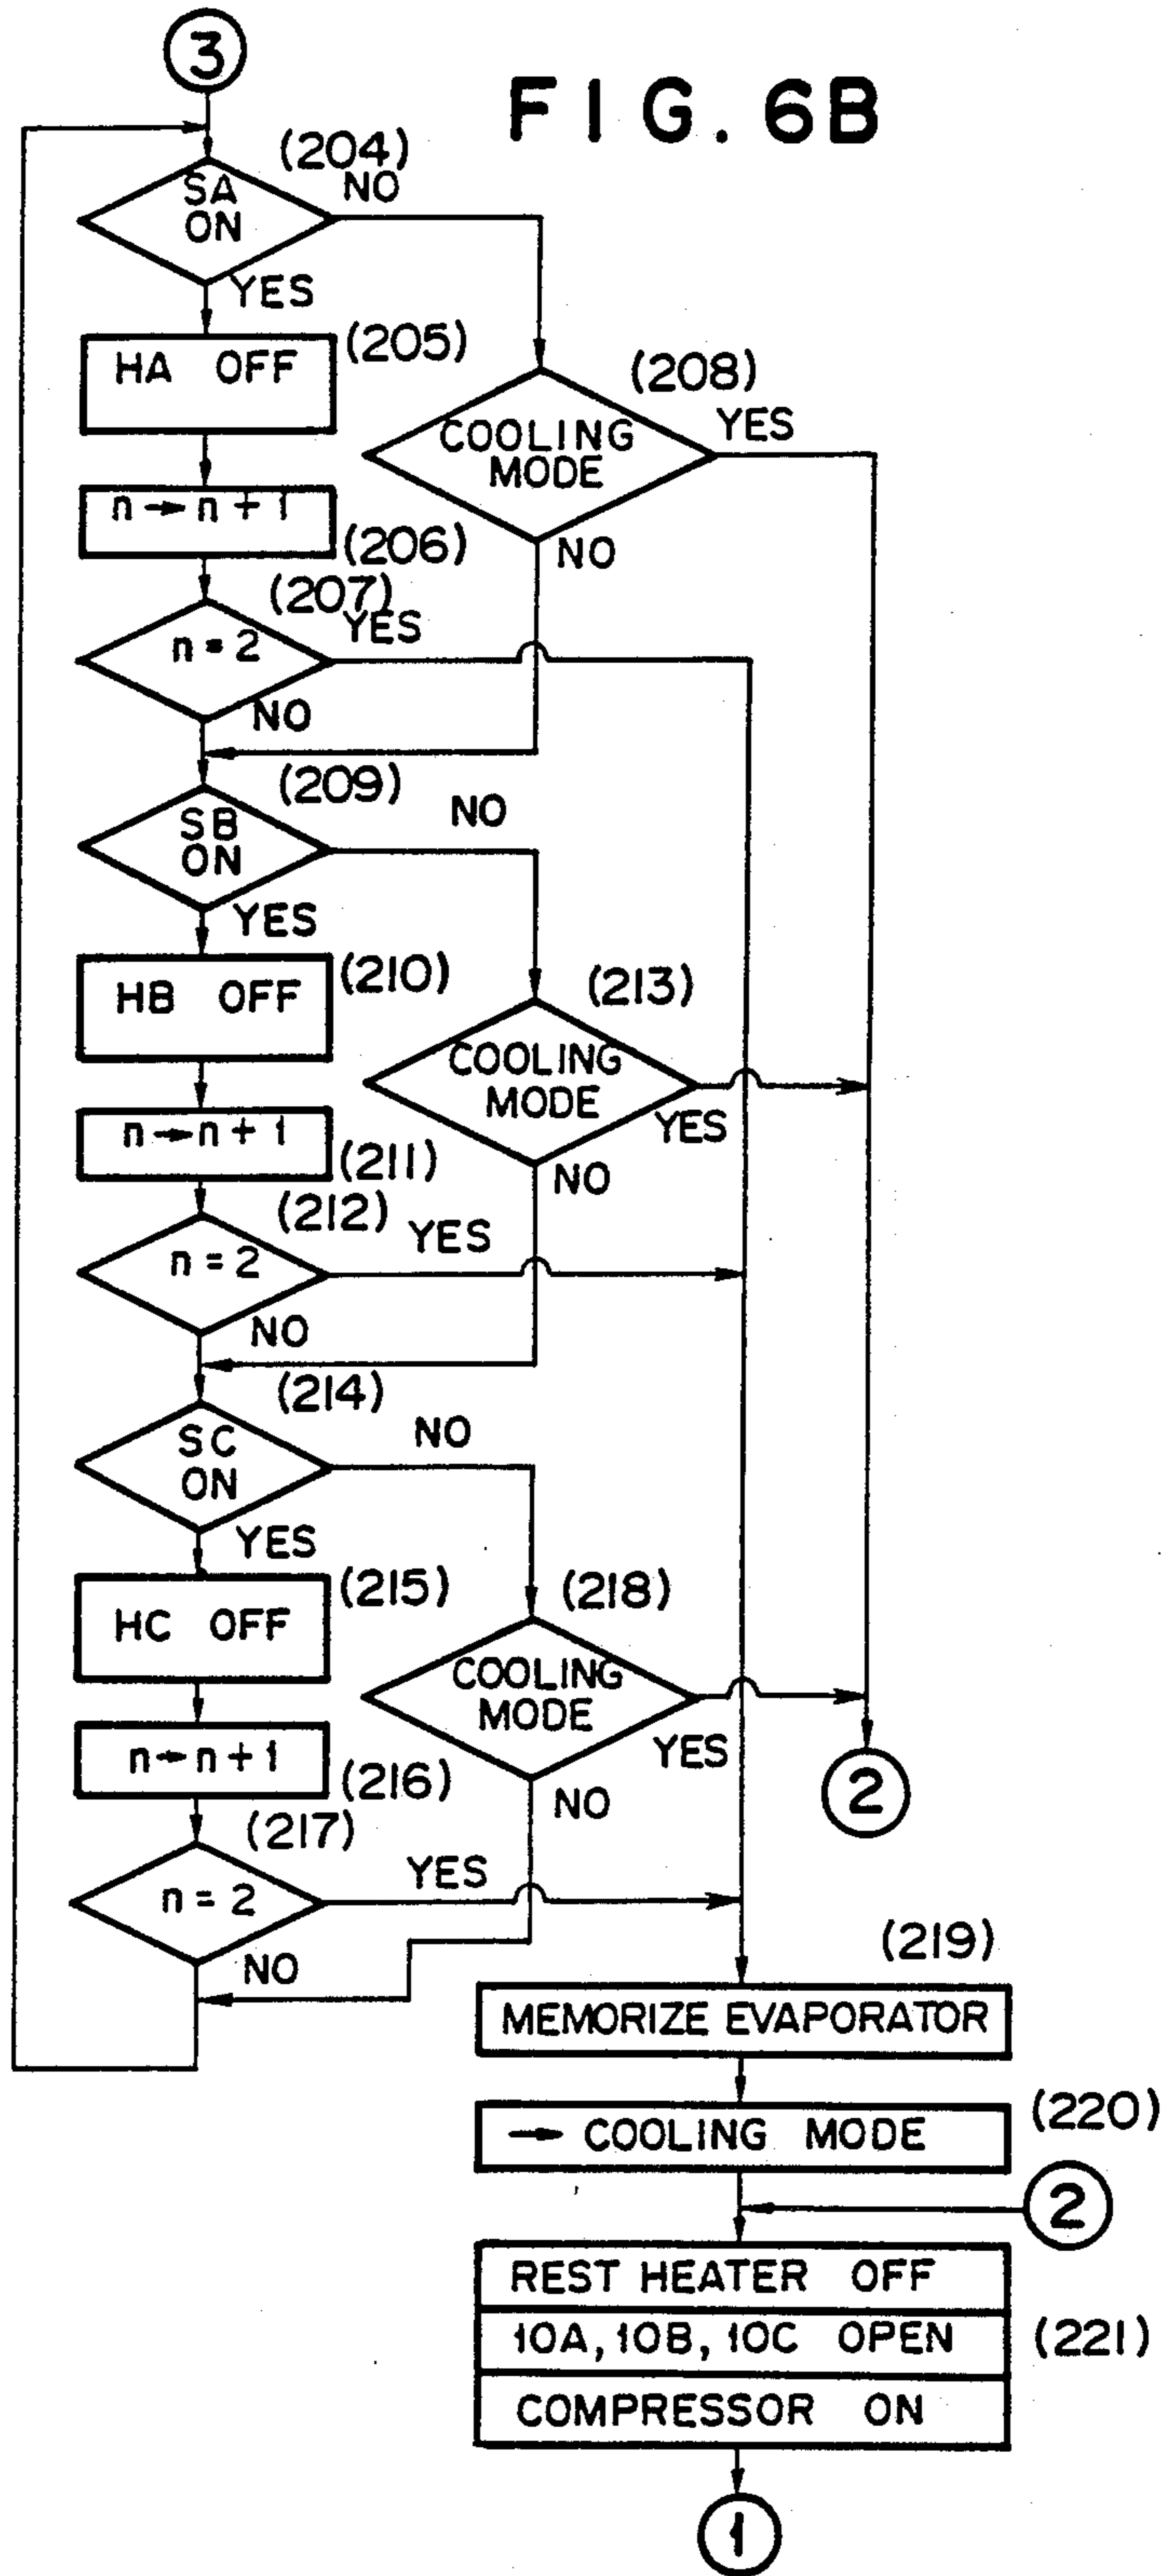 3
FIG. 6B
(204)
SA
ON
NO
YES
HA OFF
(205)
(208)
COOLING
MODE
YES
NO
n → n + 1
(206)
(207)
n = 2
YES
NO
(209)
SB
ON
NO
YES
HB OFF
(210)
(213)
COOLING
MODE
YES
NO
n → n + 1
(211)
(212)
n = 2
YES
NO
(214)
SC
ON
NO
YES
HC OFF
(215)
(218)
COOLING
MODE
YES
NO
2
n → n + 1
(216)
(217)
n = 2
YES
NO
(219)
MEMORIZE EVAPORATOR
→ COOLING MODE
(220)
2
REST HEATER OFF
10A, 10B, 10C OPEN
(221)
COMPRESSOR ON
1